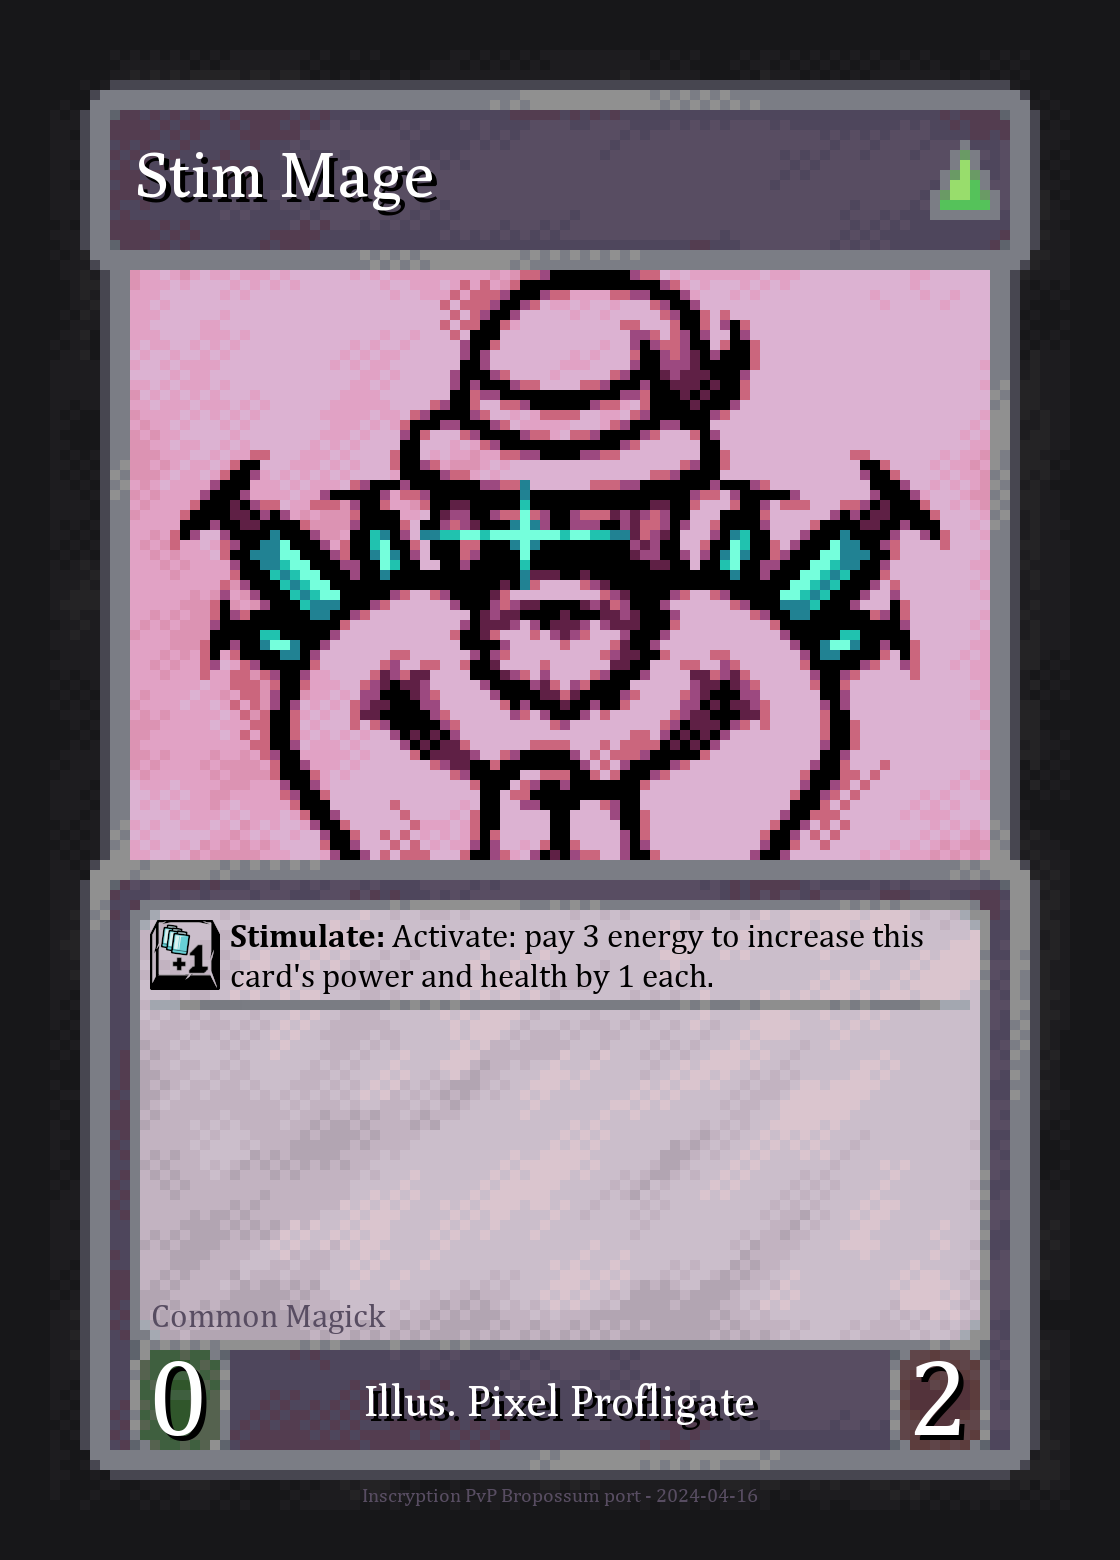 Stim Mage
+1
Stimulate: Activate: pay 3 energy to increase this
card's power and health by 1 each.
Common Magick
0
Illus. Pixel Profligate
2
Inscryption PvP Bropossum port - 2024-04-16